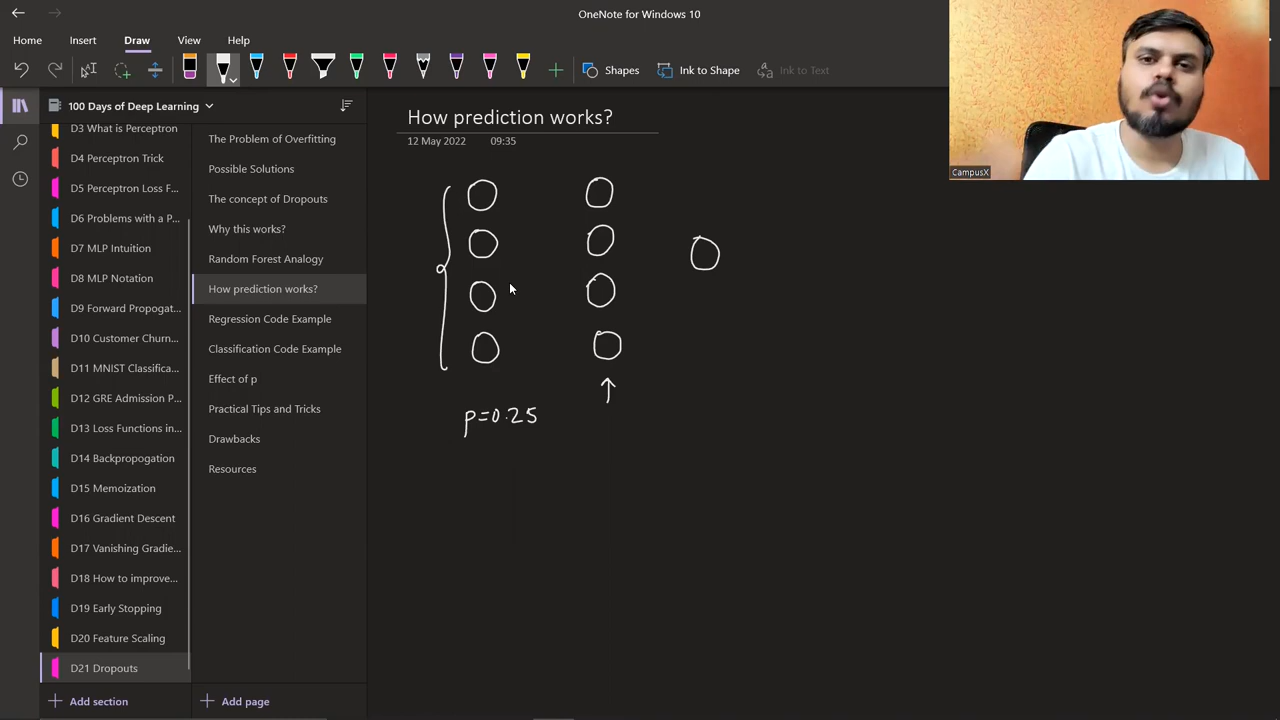 OneNote for Windows 10
Home Insert Draw View Help
Shapes Ink to Shape Ink to Text
100 Days of Deep Learning
D3 What is Perceptron
D4 Perceptron Trick
D5 Perceptron Loss F...
D6 Problems with a P...
D7 MLP Intuition
D8 MLP Notation
D9 Forward Propogat...
D10 Customer Churn...
D11 MNIST Classifica...
D12 GRE Admission P...
D13 Loss Functions in...
D14 Backpropogation
D15 Memoization
D16 Gradient Descent
D17 Vanishing Gradie...
D18 How to improve...
D19 Early Stopping
D20 Feature Scaling
D21 Dropouts
Add section
The Problem of Overfitting
Possible Solutions
The concept of Dropouts
Why this works?
Random Forest Analogy
How prediction works?
Regression Code Example
Classification Code Example
Effect of p
Practical Tips and Tricks
Drawbacks
Resources
Add page
How prediction works?
12 May 2022 09:35
p=0.25
CampusX